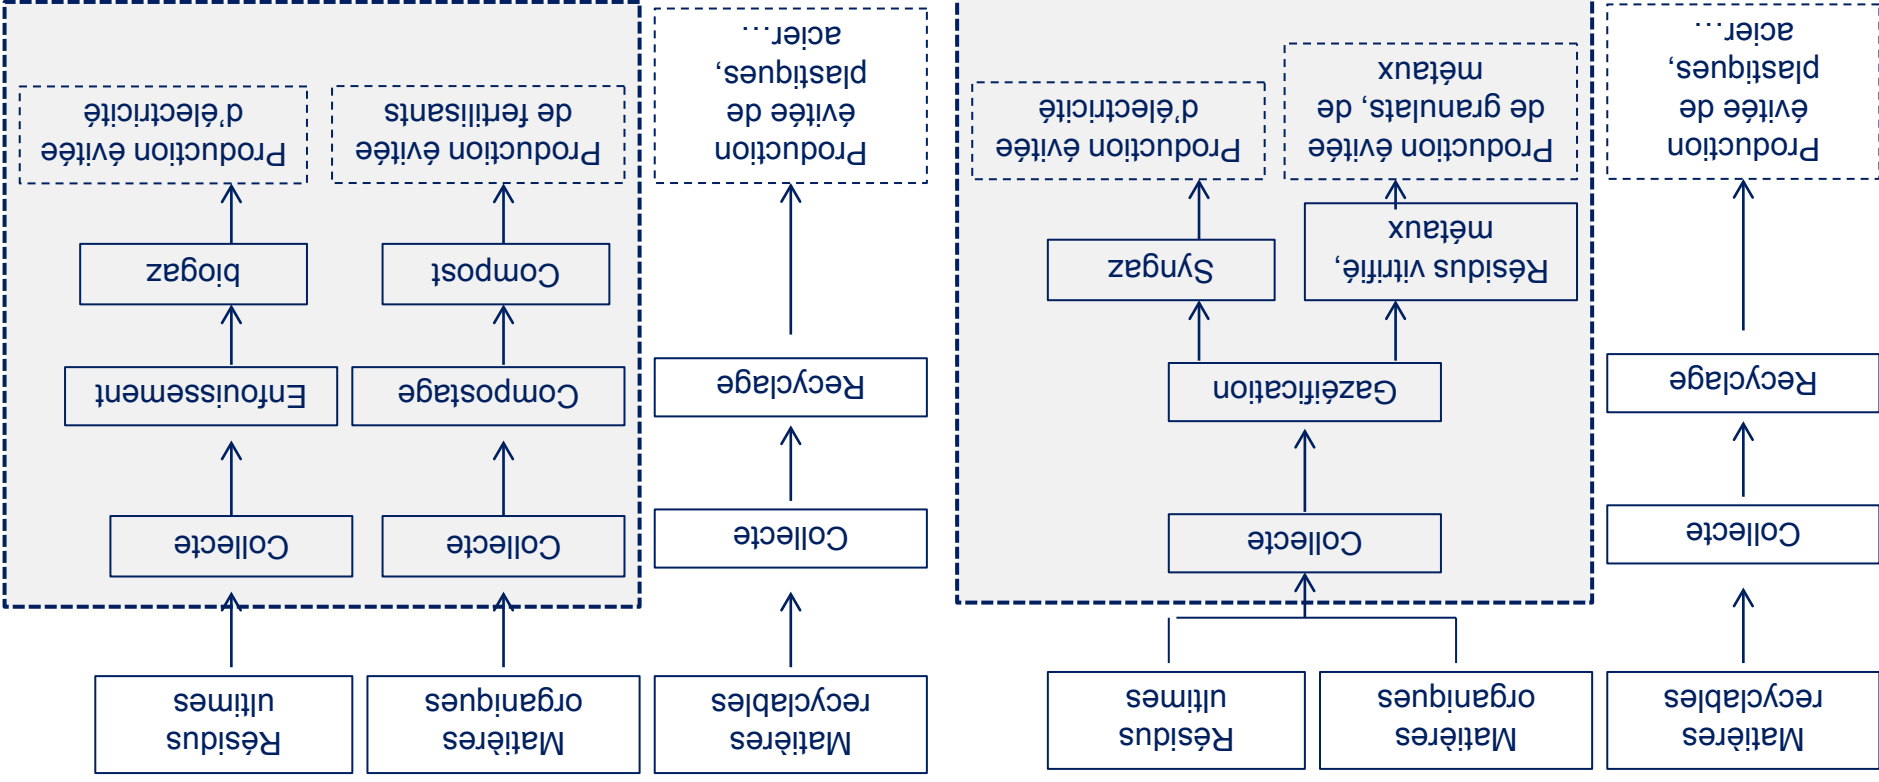 Matières
recyclables
Matières
organiques
Résidus
ultimes
Collecte
Collecte
Recyclage
Gazéification
Résidus vitrifié,
métaux
Syngaz
Production
évitée de
plastiques,
acier…
Production évitée
de granulats, de
métaux
Production évitée
d’électricité
Matières
recyclables
Matières
organiques
Résidus
ultimes
Collecte
Collecte
Collecte
Recyclage
Compostage
Enfouissement
Compost
biogaz
Production
évitée de
plastiques,
acier…
Production évitée
de fertilisants
Production évitée
d’électricité